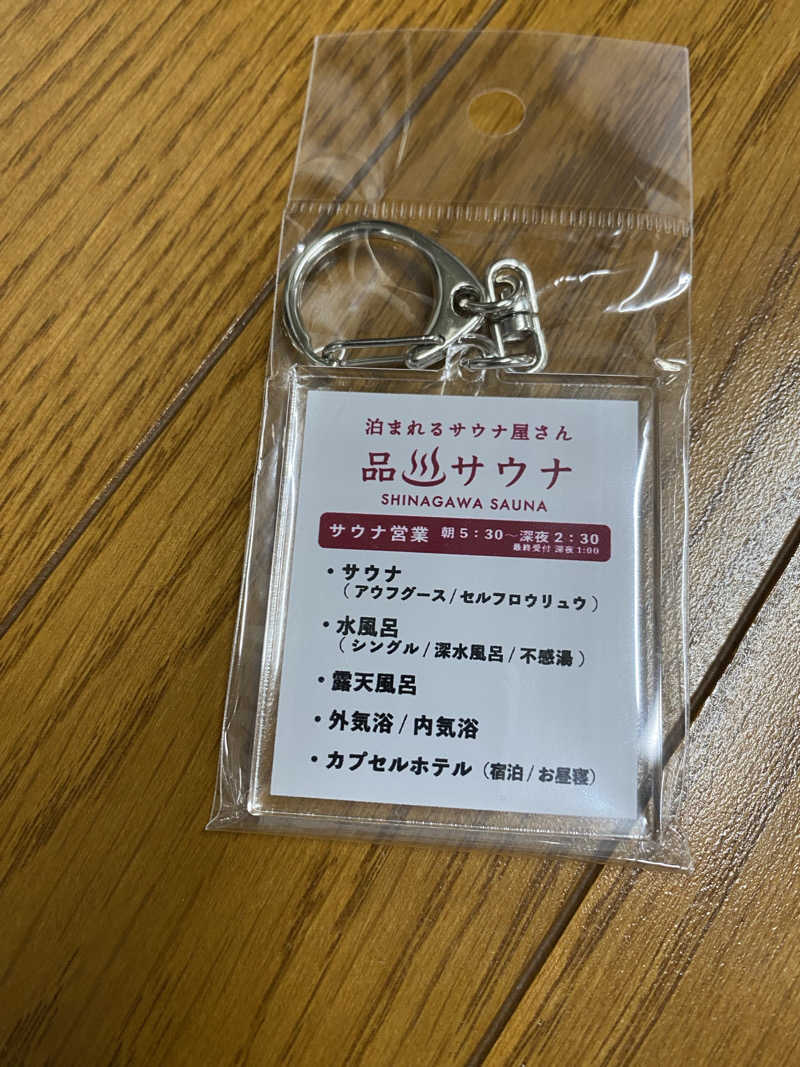 泊まれるサウナ屋さん
品川サウナ
SHINAGAWA SAUNA
サウナ営業 朝5:30〜深夜2:30
最終受付 深夜1:00
・サウナ
(アウフグース/セルフロウリュウ)
・水風呂
(シングル/深水風呂/不感湯)
・露天風呂
・外気浴/内気浴
・カプセルホテル(宿泊/お昼寝)